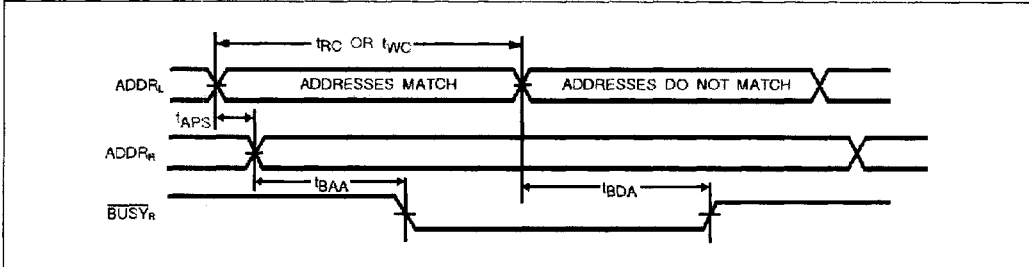 tRC OR tWC
ADDRL ADDRESSES MATCH ADDRESSES DO NOT MATCH
tAPS
ADDRR
tBAA tBDA
BUSYR